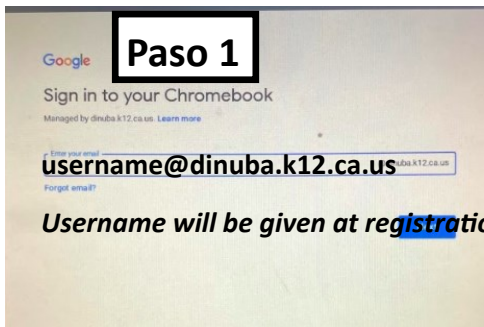 Paso 1
Google
Sign in to your Chromebook
Managed by dinuba.k12.ca.us. Learn more
Enter your email
username@dinuba.k12.ca.us
Forgot email?
Username will be given at